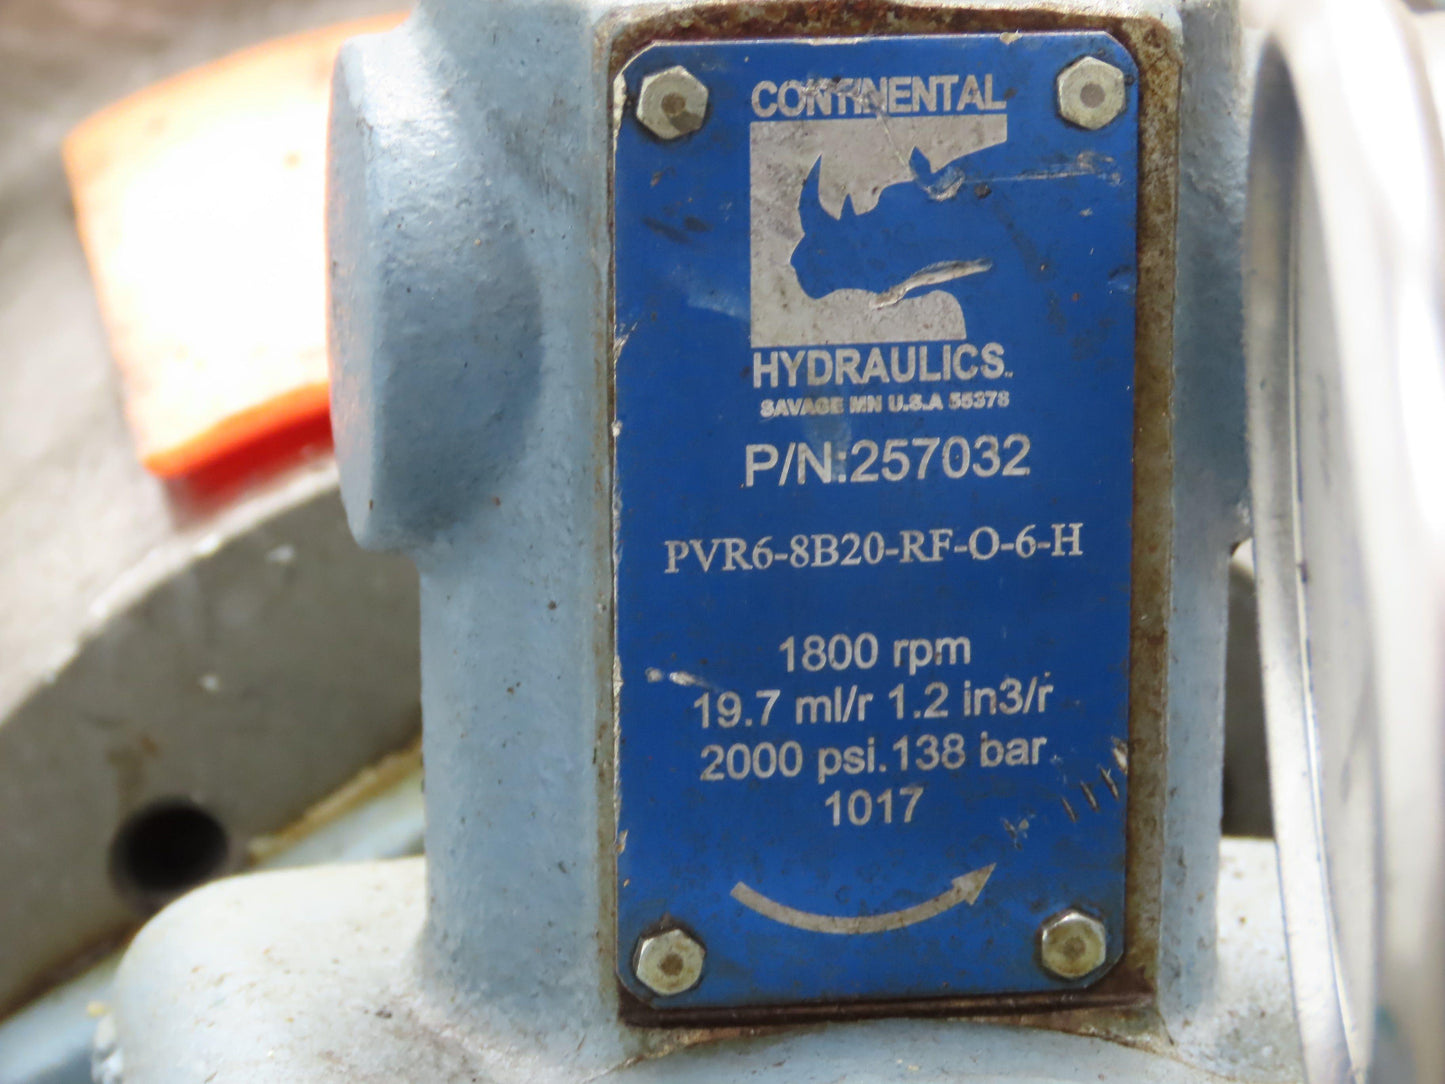 CONTINENTAL
HYDRAULICS
SAVAGE MN U.S.A 55378
P/N:257032
PVR6-8B20-RF-O-6-H
1800 rpm
19.7 ml/r 1.2 in3/r
2000 psi.138 bar
1017